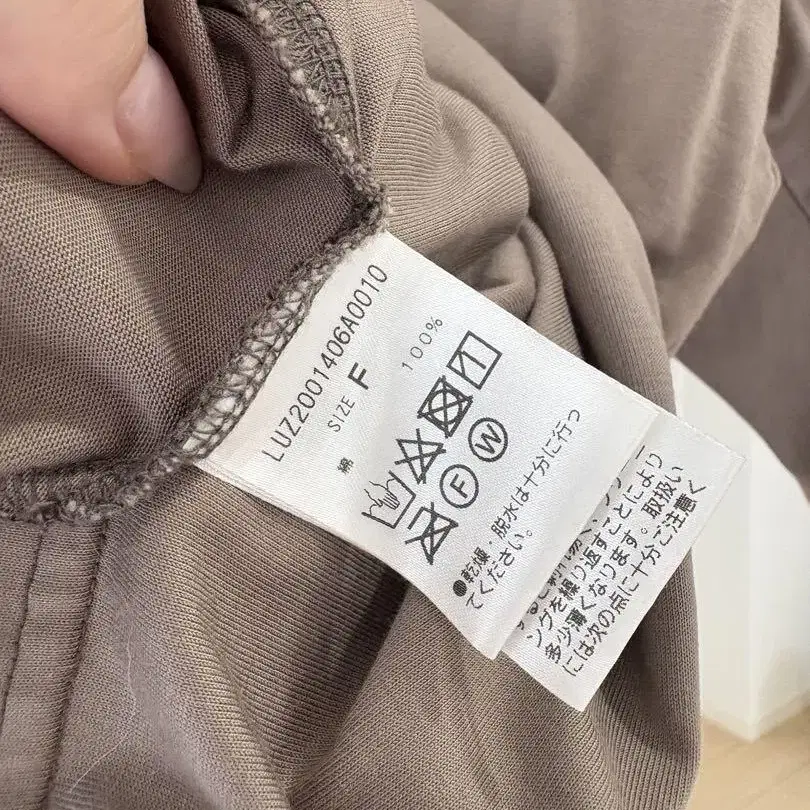 LUZ2001406A0010
SIZE F
綿 100%
F W
●乾燥・脱水は十分に行っ
てください。
ングを繰り返すことにより
多少薄くなります。取扱い
には次の点に十分ご注意く